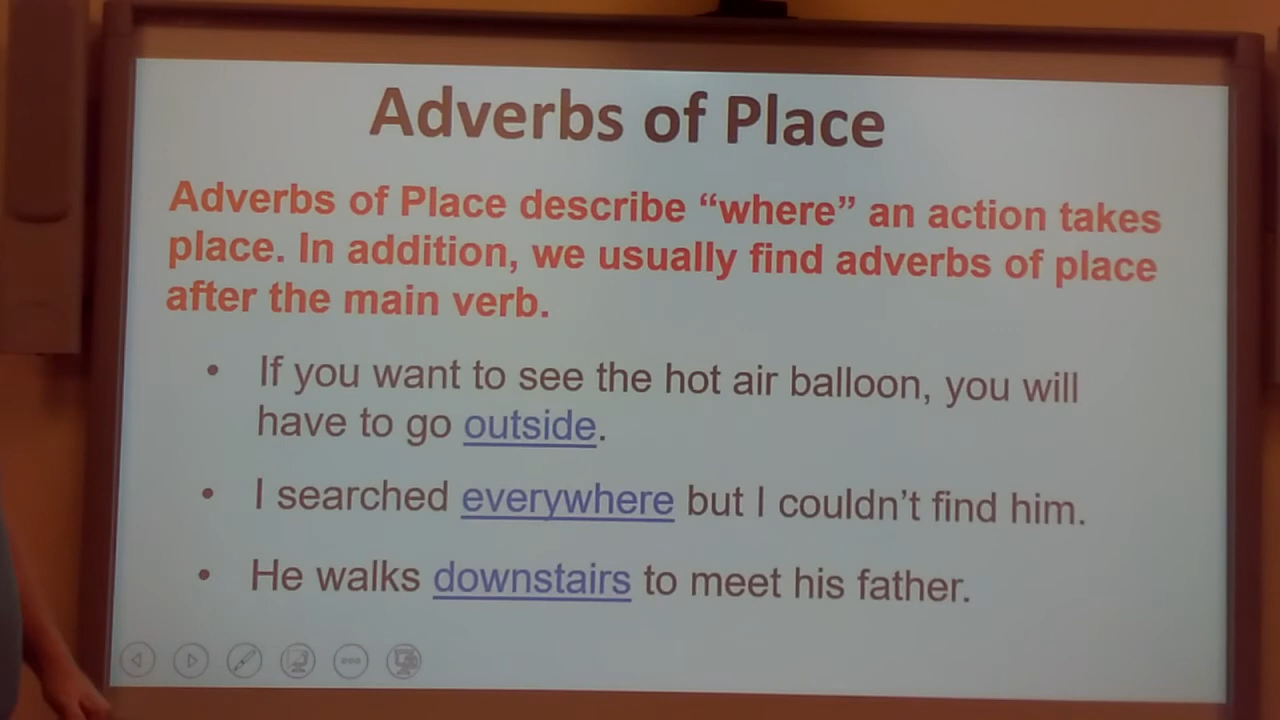 Adverbs of Place
Adverbs of Place describe “where” an action takes
place. In addition, we usually find adverbs of place
after the main verb.
• If you want to see the hot air balloon, you will
have to go outside.
• I searched everywhere but I couldn’t find him.
• He walks downstairs to meet his father.